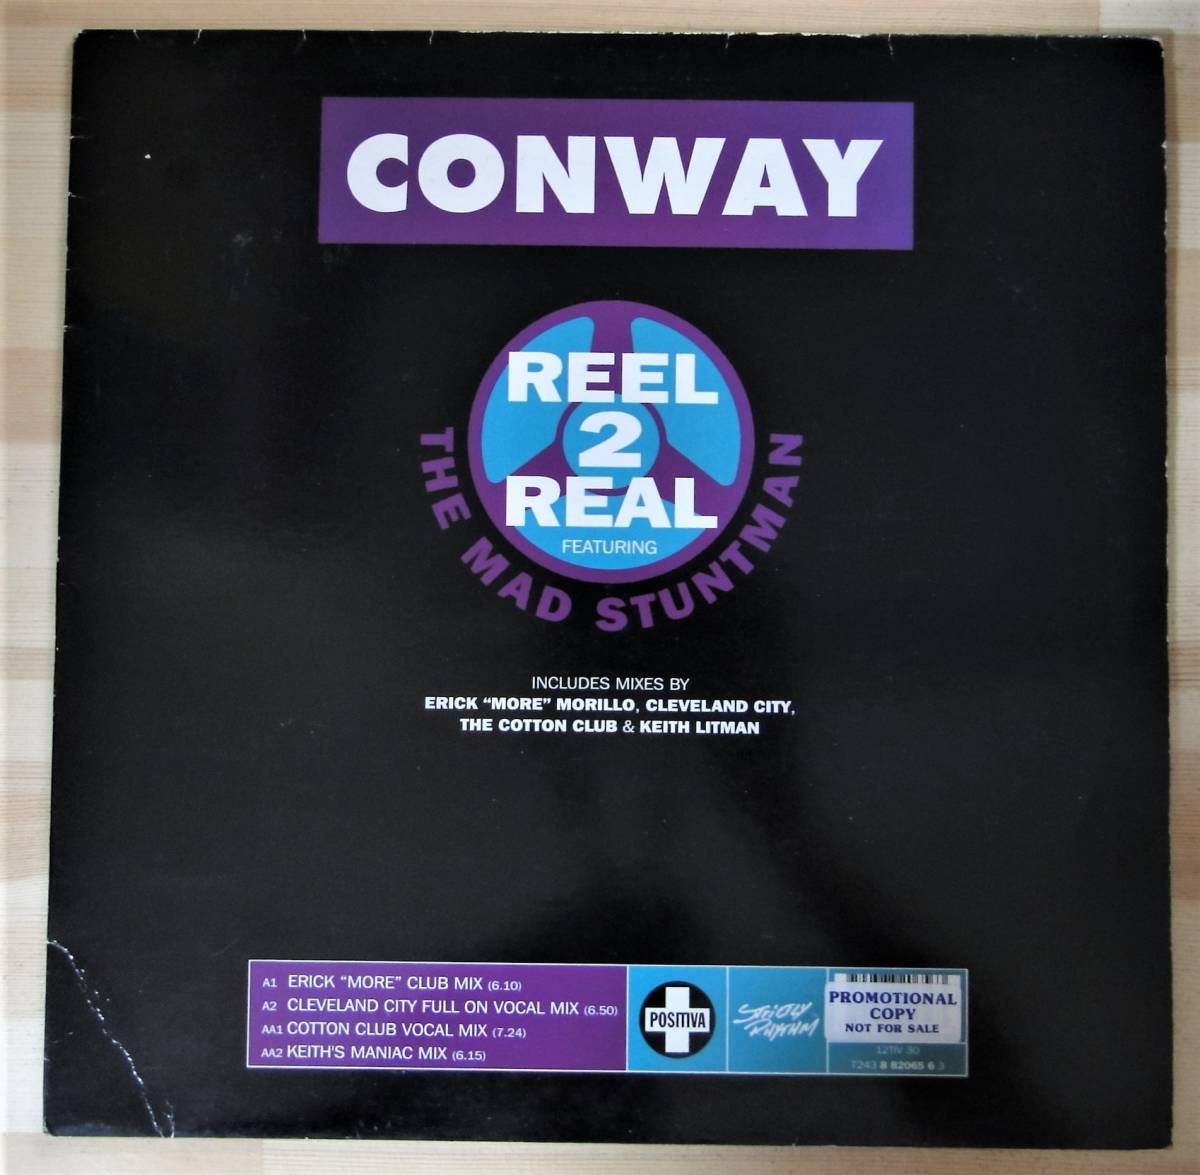 CONWAY
REEL
2
REAL
FEATURING
THE MAD STUNTMAN
INCLUDES MIXES BY
ERICK “MORE” MORILLO, CLEVELAND CITY,
THE COTTON CLUB & KEITH LITMAN
A1 ERICK “MORE” CLUB MIX (6.10)
A2 CLEVELAND CITY FULL ON VOCAL MIX (6.50)
AA1 COTTON CLUB VOCAL MIX (7.24)
AA2 KEITH'S MANIAC MIX (6.15)
POSITIVA
STRICTLY
RHYTHM
PROMOTIONAL
COPY
NOT FOR SALE
12TIV 30
7243 8 82065 6 3